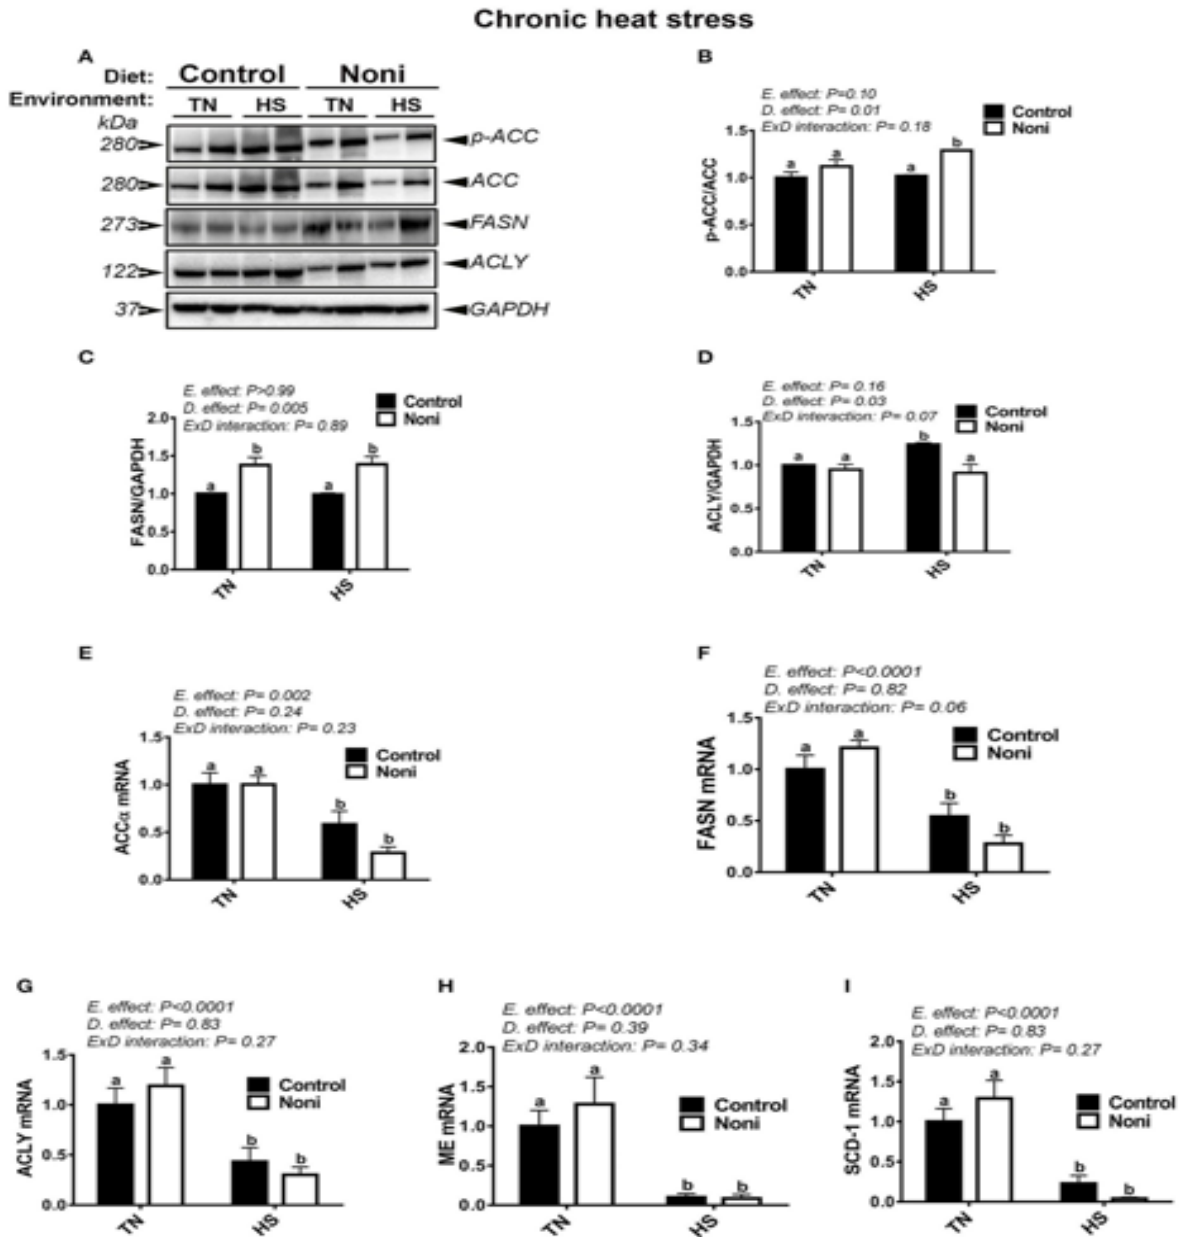 Chronic heat stress
A
Diet: Control Noni
Environment: TN HS TN HS
kDa
280 p-ACC
280 ACC
273 FASN
122 ACLY
37 GAPDH
B
E. effect: P=0.10
D. effect: P= 0.01
ExD interaction: P= 0.18
Control
Noni
p-ACC/ACC
1.5
1.0
0.5
0.0
a a a b
TN HS
C
E. effect: P>0.99
D. effect: P= 0.005
ExD interaction: P= 0.89
Control
Noni
FASN/GAPDH
2.0
1.5
1.0
0.5
0.0
a b a b
TN HS
D
E. effect: P= 0.16
D. effect: P= 0.03
ExD interaction: P= 0.07
Control
Noni
ACLY/GAPDH
1.5
1.0
0.5
0.0
a a b a
TN HS
E
E. effect: P= 0.002
D. effect: P= 0.24
ExD interaction: P= 0.23
Control
Noni
ACCα mRNA
1.5
1.0
0.5
0.0
a a b b
TN HS
F
E. effect: P<0.0001
D. effect: P= 0.82
ExD interaction: P= 0.06
Control
Noni
FASN mRNA
1.5
1.0
0.5
0.0
a a b b
TN HS
G
E. effect: P<0.0001
D. effect: P= 0.83
ExD interaction: P= 0.27
Control
Noni
ACLY mRNA
1.5
1.0
0.5
0.0
a a b b
TN HS
H
E. effect: P<0.0001
D. effect: P= 0.39
ExD interaction: P= 0.34
Control
Noni
ME mRNA
2.0
1.5
1.0
0.5
0.0
a a b b
TN HS
I
E. effect: P<0.0001
D. effect: P= 0.83
ExD interaction: P= 0.27
Control
Noni
SCD-1 mRNA
2.0
1.5
1.0
0.5
0.0
a a b b
TN HS